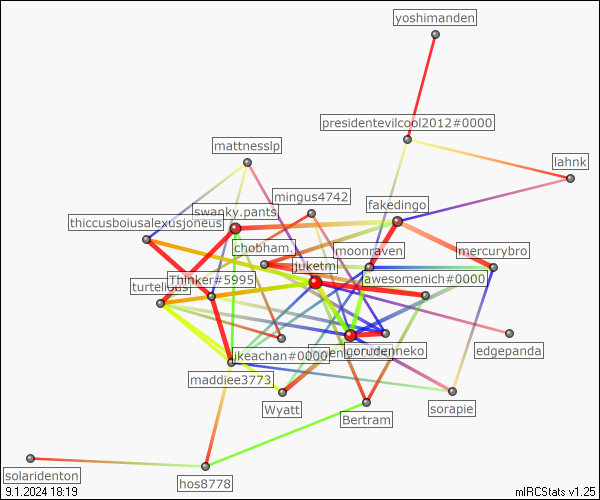 yoshimanden
presidentevilcool2012#0000
mattnesslp
lahnk
mingus4742
fakedingo
swanky.pants
thiccusboiusalexusjoneus
chobham.
moonraven
mercurybro
juketm
Thinker#5995
awesomenich#0000
turtelious
ikeachan#0000
gorudenneko
edgepanda
maddiee3773
Wyatt
sorapie
Bertram
solaridenton
hos8778
9.1.2024 18:19
mIRCStats v1.25